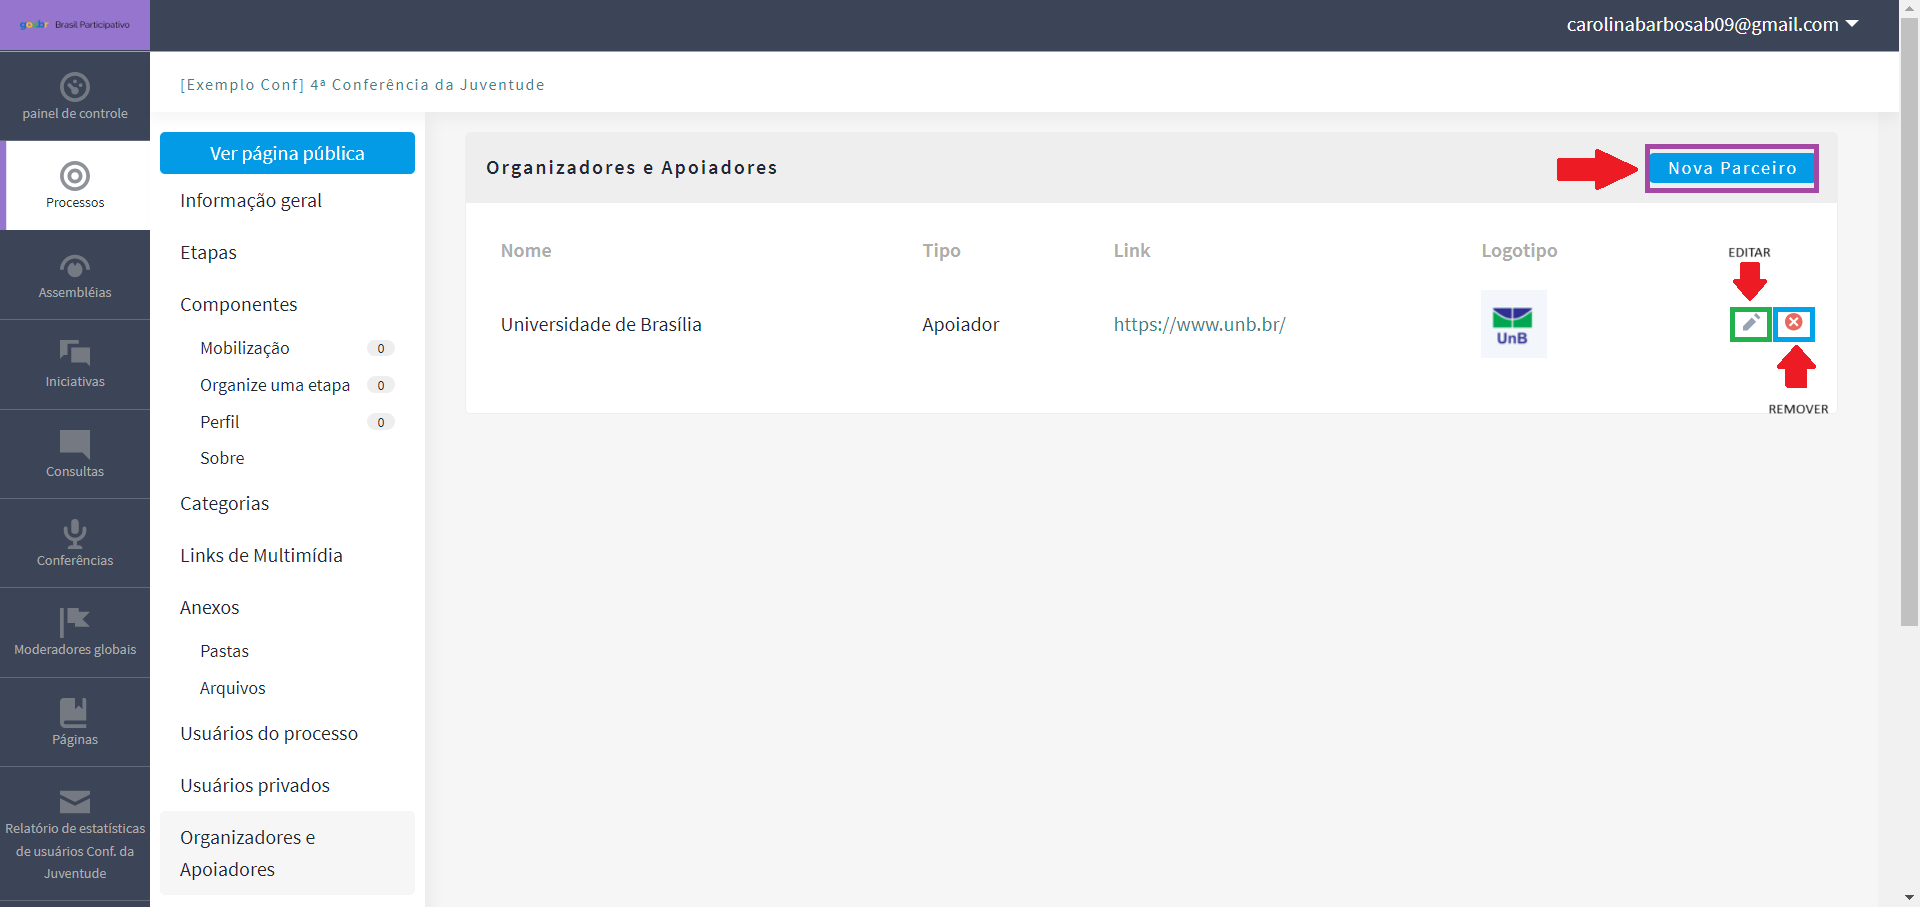 gov.br Brasil Participativo
carolinabarbosab09@gmail.com
painel de controle
Processos
Assembléias
Iniciativas
Consultas
Conferências
Moderadores globais
Páginas
Relatório de estatísticas
de usuários Conf. da
Juventude
[Exemplo Conf] 4ª Conferência da Juventude
Ver página pública
Informação geral
Etapas
Componentes
Mobilização 0
Organize uma etapa 0
Perfil 0
Sobre
Categorias
Links de Multimídia
Anexos
Pastas
Arquivos
Usuários do processo
Usuários privados
Organizadores e
Apoiadores
Organizadores e Apoiadores
Nova Parceiro
Nome Tipo Link Logotipo
EDITAR
Universidade de Brasília Apoiador https://www.unb.br/
UnB
REMOVER